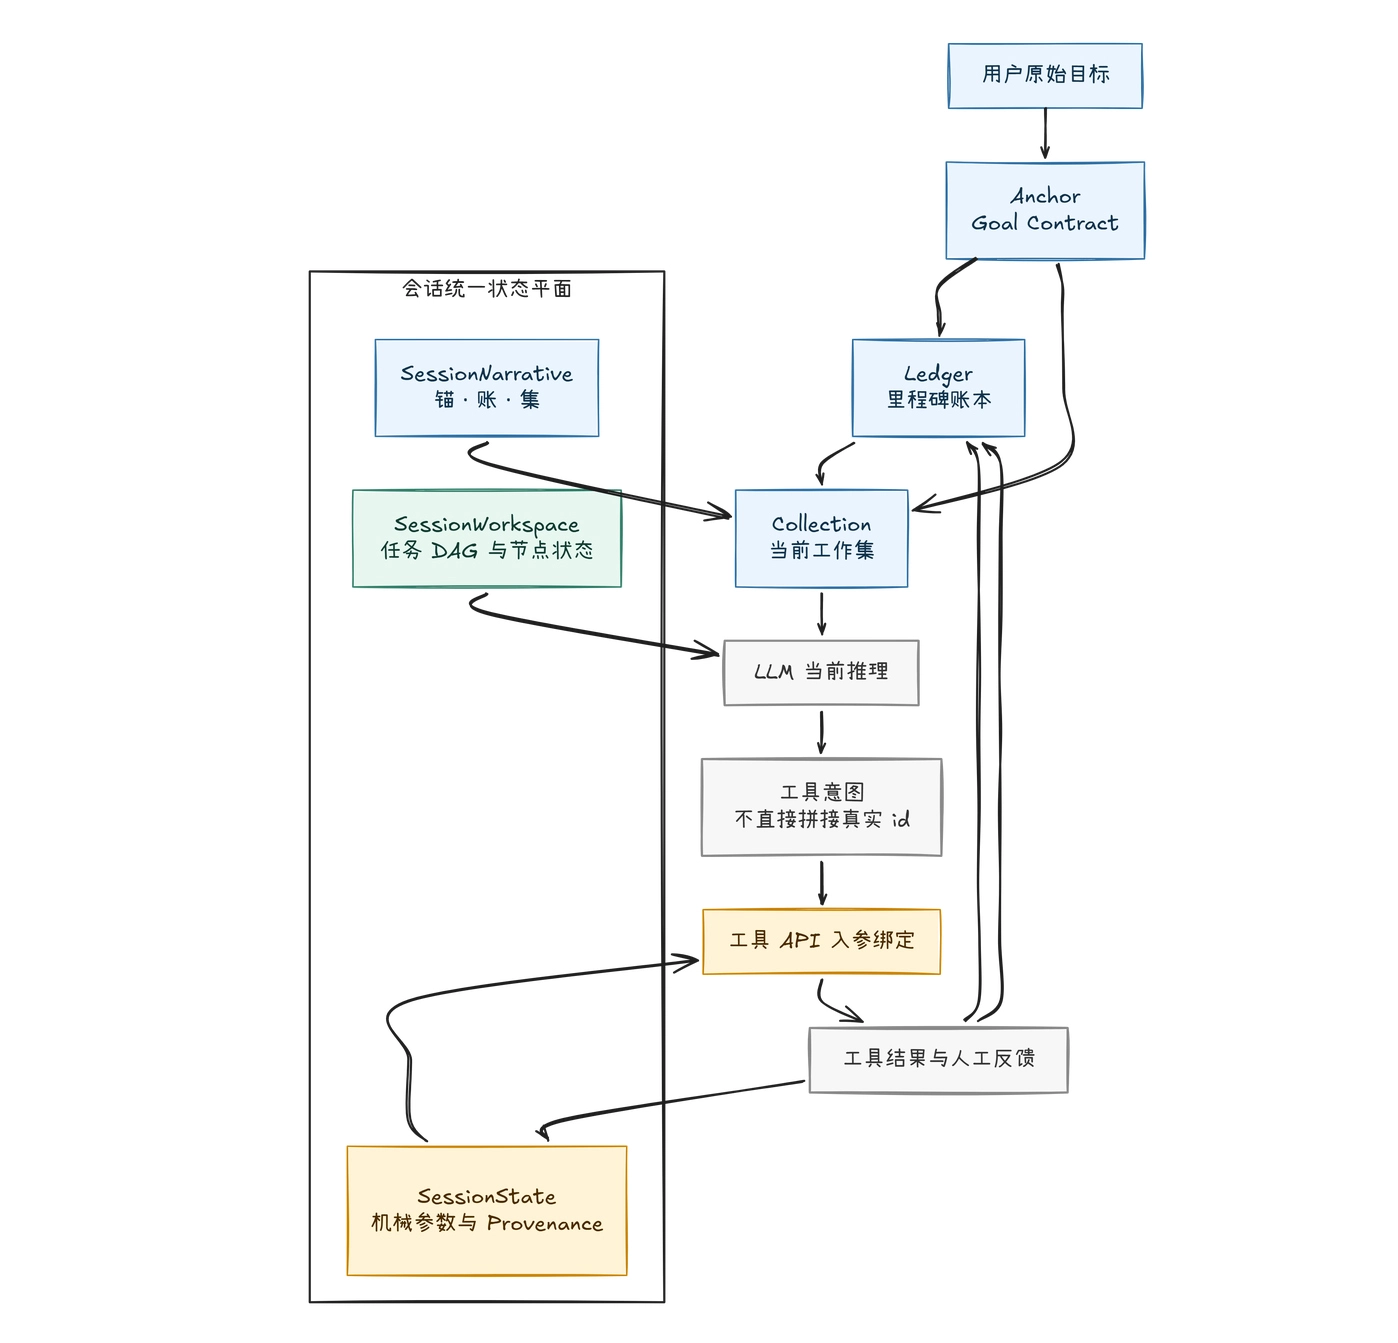 用户原始目标
Anchor
Goal Contract
会话统一状态平面
SessionNarrative
锚 · 账 · 集
Ledger
里程碑账本
SessionWorkspace
任务 DAG 与节点状态
Collection
当前工作集
LLM 当前推理
工具意图
不直接拼接真实 id
工具 API 入参绑定
工具结果与人工反馈
SessionState
机械参数与 Provenance